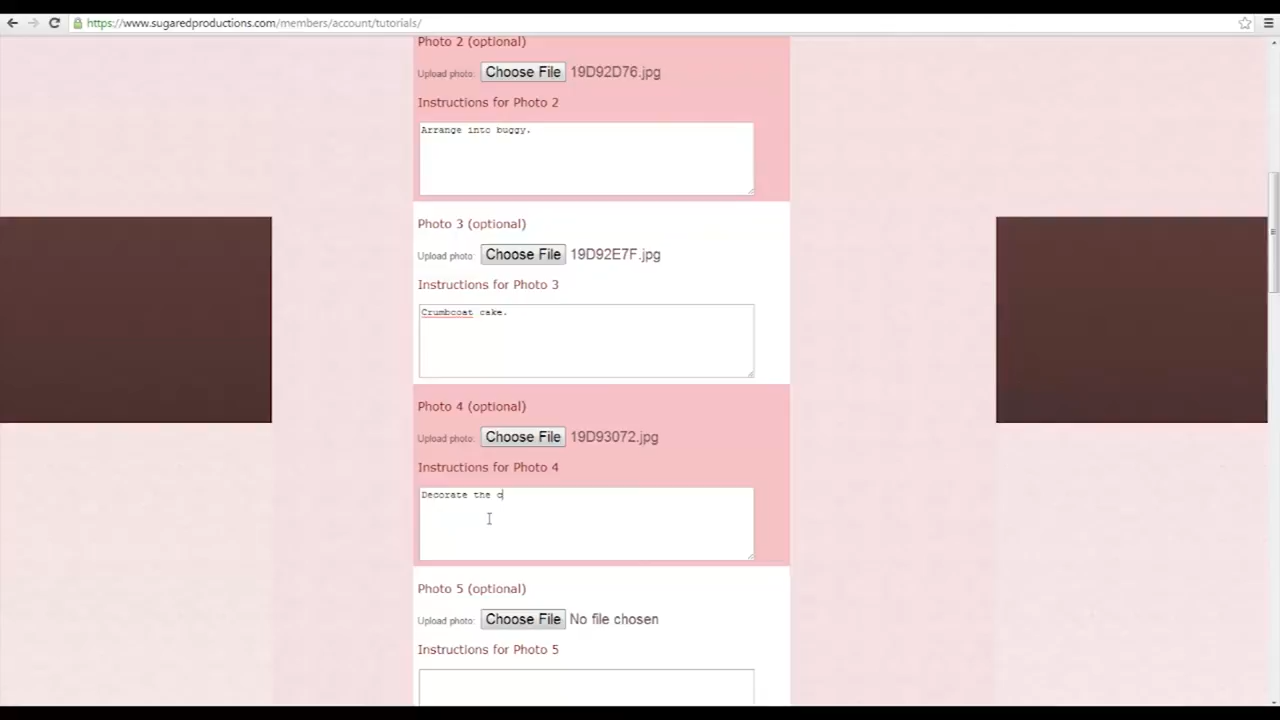 https://www.sugaredproductions.com/members/account/tutorials/
Photo 2 (optional)
Upload photo: Choose File 19D92D76.jpg
Instructions for Photo 2
Arrange into buggy.
Photo 3 (optional)
Upload photo: Choose File 19D92E7F.jpg
Instructions for Photo 3
Crumbcoat cake.
Photo 4 (optional)
Upload photo: Choose File 19D93072.jpg
Instructions for Photo 4
Decorate the c
Photo 5 (optional)
Upload photo: Choose File No file chosen
Instructions for Photo 5